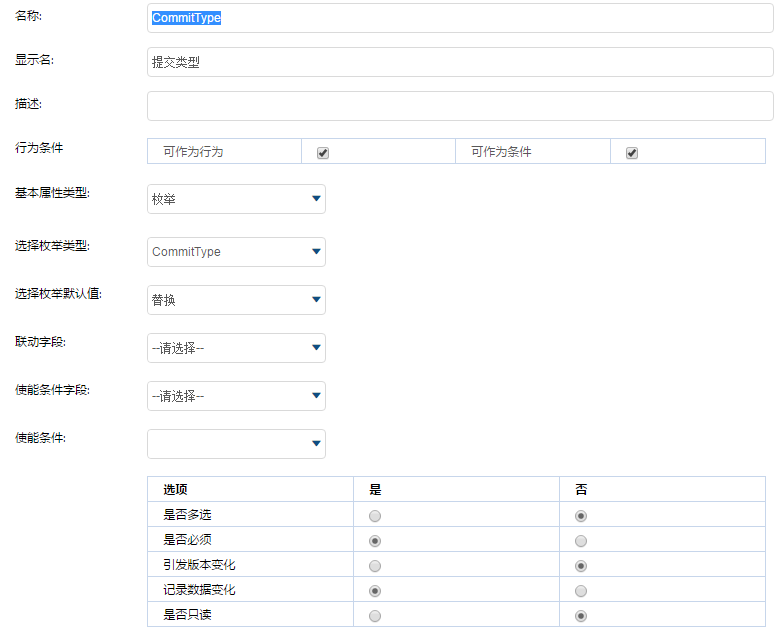 名称: CommitType
显示名: 提交类型
描述:
行为条件 可作为行为 可作为条件
基本属性类型: 枚举
选择枚举类型: CommitType
选择枚举默认值: 替换
联动字段: --请选择--
使能条件字段: --请选择--
使能条件:
选项 是 否
是否多选
是否必须
引发版本变化
记录数据变化
是否只读